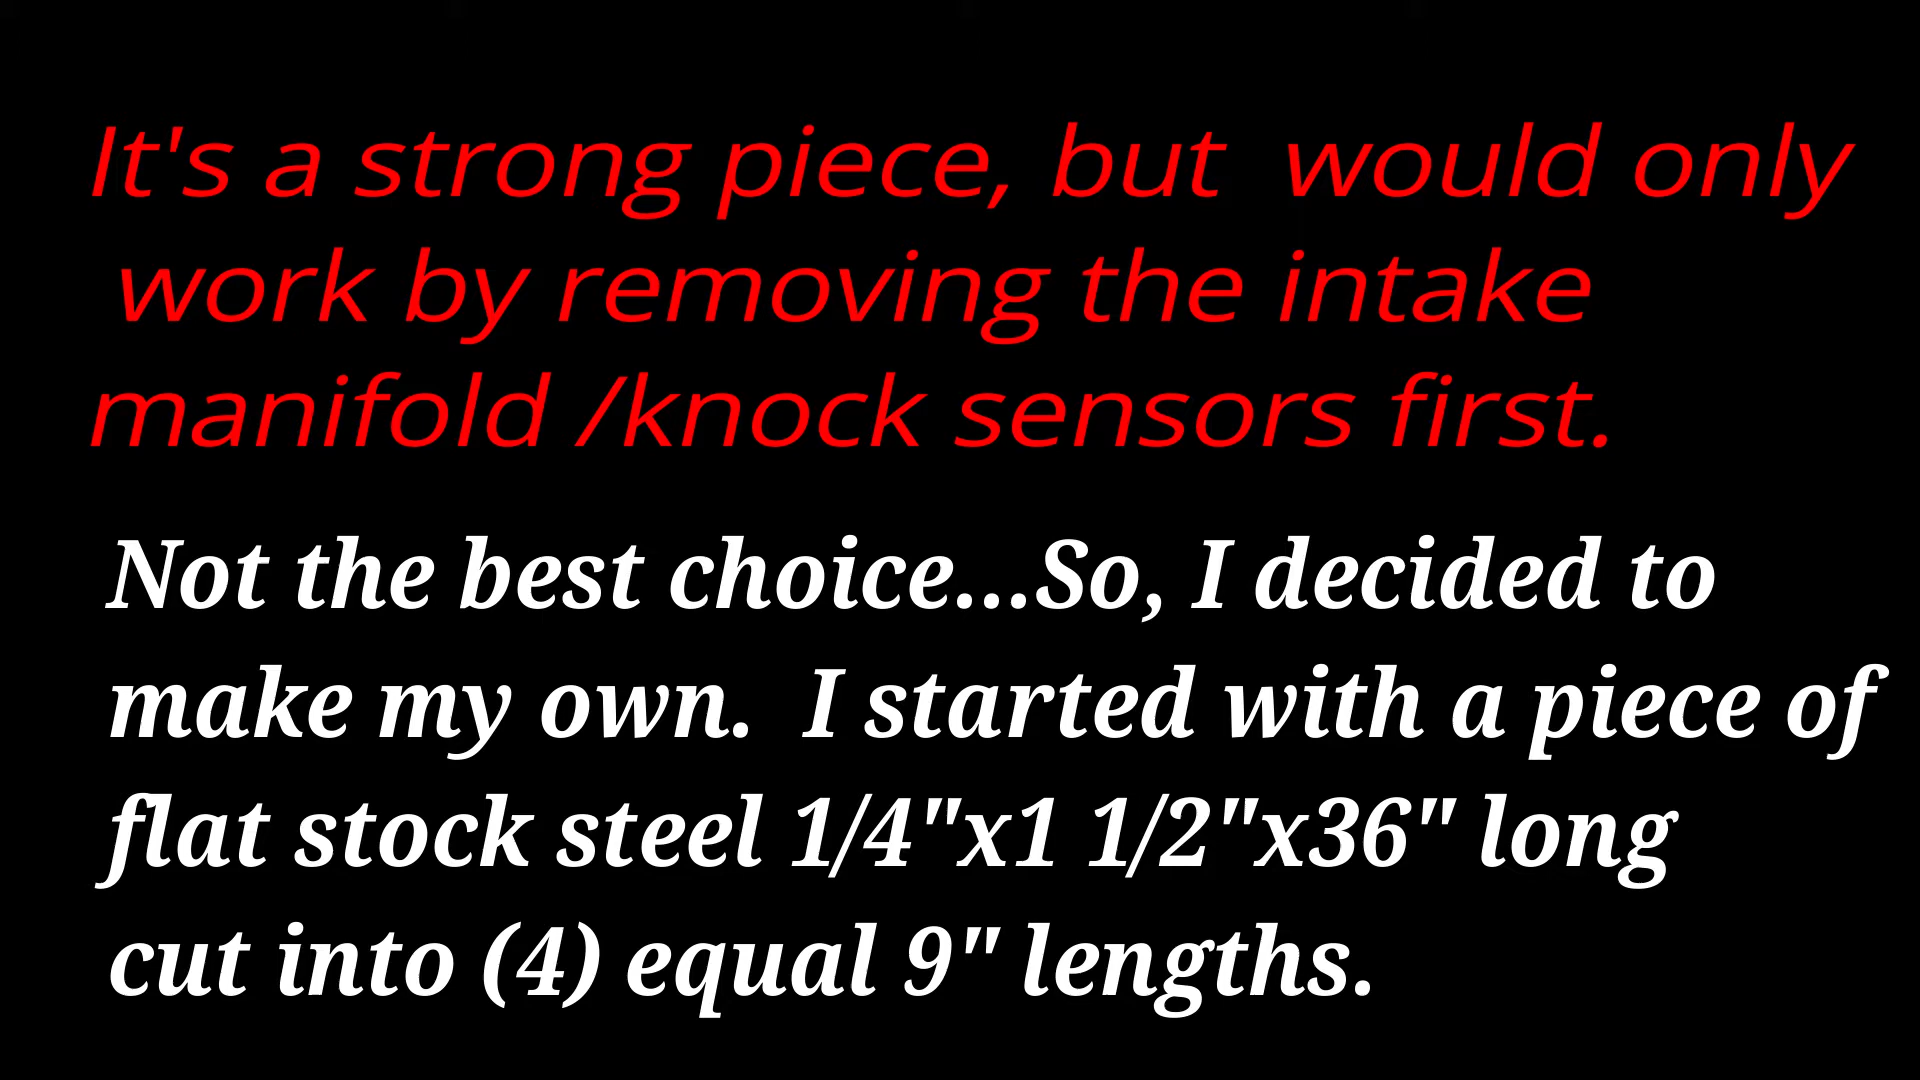 It's a strong piece, but  would only
work by removing the intake
manifold /knock sensors first.
Not the best choice...So, I decided to
make my own.  I started with a piece of
flat stock steel 1/4"x1 1/2"x36" long
cut into (4) equal 9" lengths.